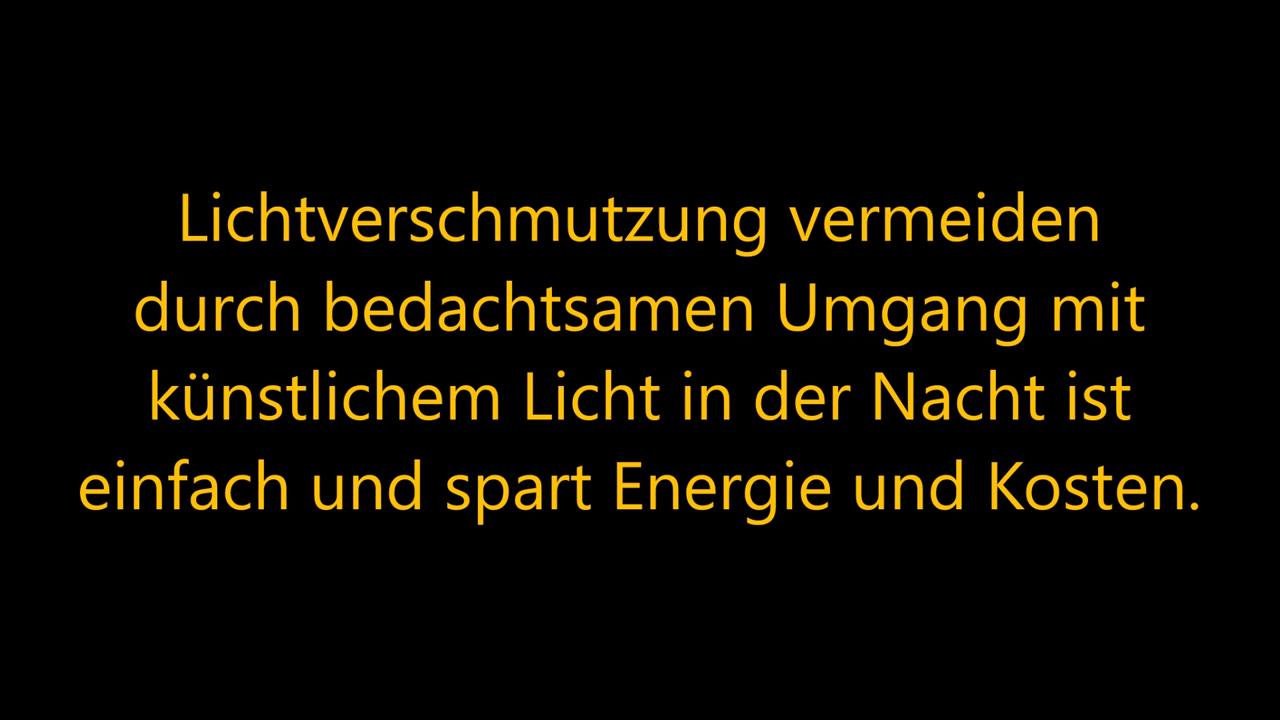 Lichtverschmutzung vermeiden
durch bedachtsamen Umgang mit
künstlichem Licht in der Nacht ist
einfach und spart Energie und Kosten.